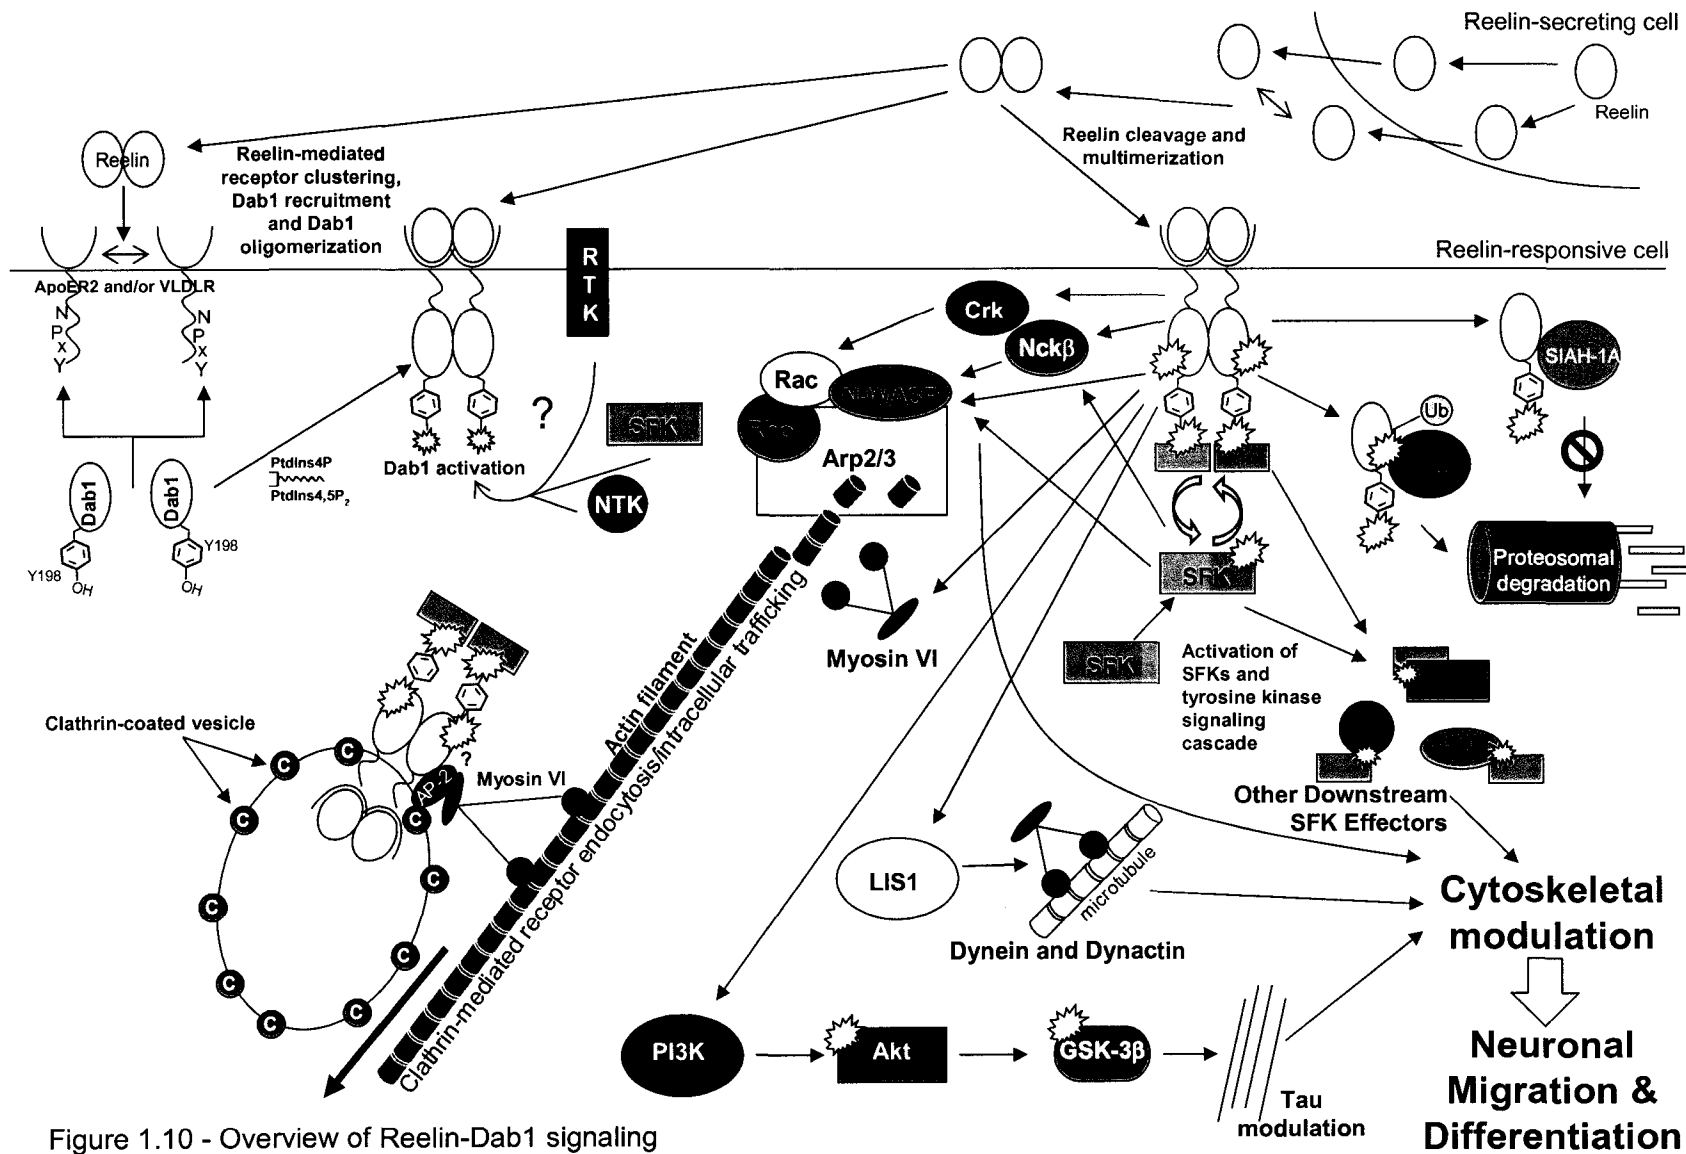 Reelin-secreting cell
Reelin
Reelin cleavage and
multimerization
Reelin
Reelin-mediated
receptor clustering,
Dab1 recruitment
and Dab1
oligomerization
Reelin-responsive cell
R
T
K
ApoER2 and/or VLDLR
N
P
x
Y
N
P
x
Y
Crk
Nckβ
Rac
Arp2/3
SIAH-1A
Ub
?
SFK
Dab1 activation
NTK
PtdIns4P
PtdIns4,5P2
Dab1
Dab1
Y198
Y198
OH
OH
Proteosomal
degradation
SFK
SFK
Activation of
SFKs and
tyrosine kinase
signaling
cascade
Myosin VI
Actin filament
Clathrin-mediated receptor endocytosis/intracellular trafficking
Clathrin-coated vesicle
C
C
C
C
C
C
C
C
C
C
AP-2
?
Myosin VI
Other Downstream
SFK Effectors
LIS1
microtubule
Dynein and Dynactin
Cytoskeletal
modulation
PI3K
Akt
GSK-3β
Tau
modulation
Neuronal
Migration &
Differentiation
Figure 1.10 - Overview of Reelin-Dab1 signaling